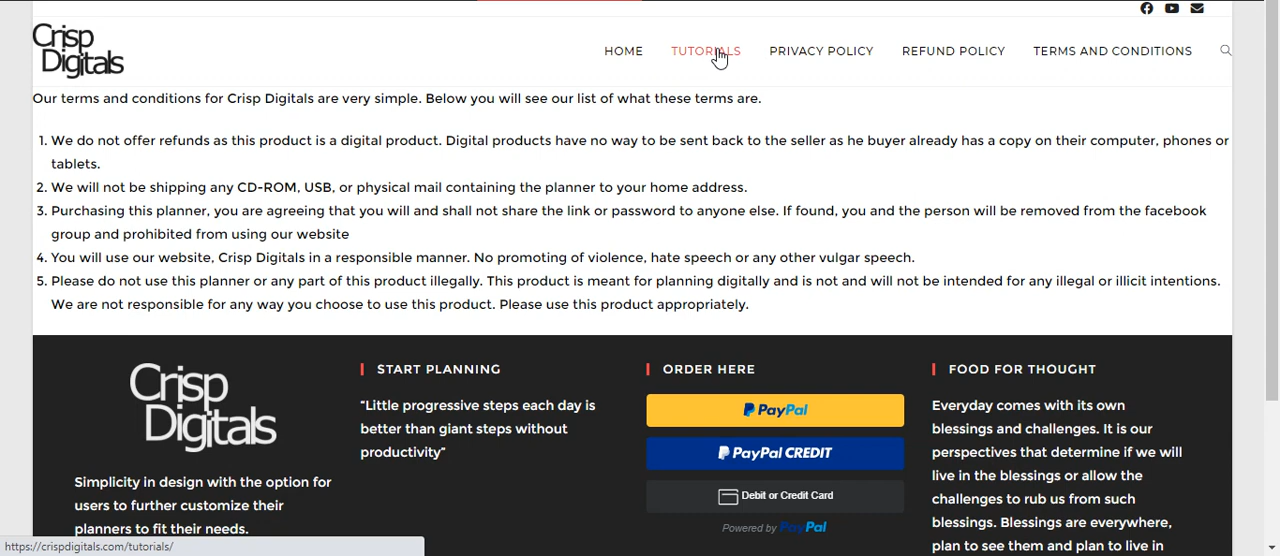 Crisp
Digitals
HOME
TUTORIALS
PRIVACY POLICY
REFUND POLICY
TERMS AND CONDITIONS
Our terms and conditions for Crisp Digitals are very simple. Below you will see our list of what these terms are.
1. We do not offer refunds as this product is a digital product. Digital products have no way to be sent back to the seller as he buyer already has a copy on their computer, phones or
tablets.
2. We will not be shipping any CD-ROM, USB, or physical mail containing the planner to your home address.
3. Purchasing this planner, you are agreeing that you will and shall not share the link or password to anyone else. If found, you and the person will be removed from the facebook
group and prohibited from using our website
4. You will use our website, Crisp Digitals in a responsible manner. No promoting of violence, hate speech or any other vulgar speech.
5. Please do not use this planner or any part of this product illegally. This product is meant for planning digitally and is not and will not be intended for any illegal or illicit intentions.
We are not responsible for any way you choose to use this product. Please use this product appropriately.
Crisp
Digitals
Simplicity in design with the option for
users to further customize their
planners to fit their needs.
START PLANNING
“Little progressive steps each day is
better than giant steps without
productivity”
ORDER HERE
PayPal
PayPal CREDIT
Debit or Credit Card
Powered by PayPal
FOOD FOR THOUGHT
Everyday comes with its own
blessings and challenges. It is our
perspectives that determine if we will
live in the blessings or allow the
challenges to rub us from such
blessings. Blessings are everywhere,
plan to see them and plan to live in
https://crispdigitals.com/tutorials/